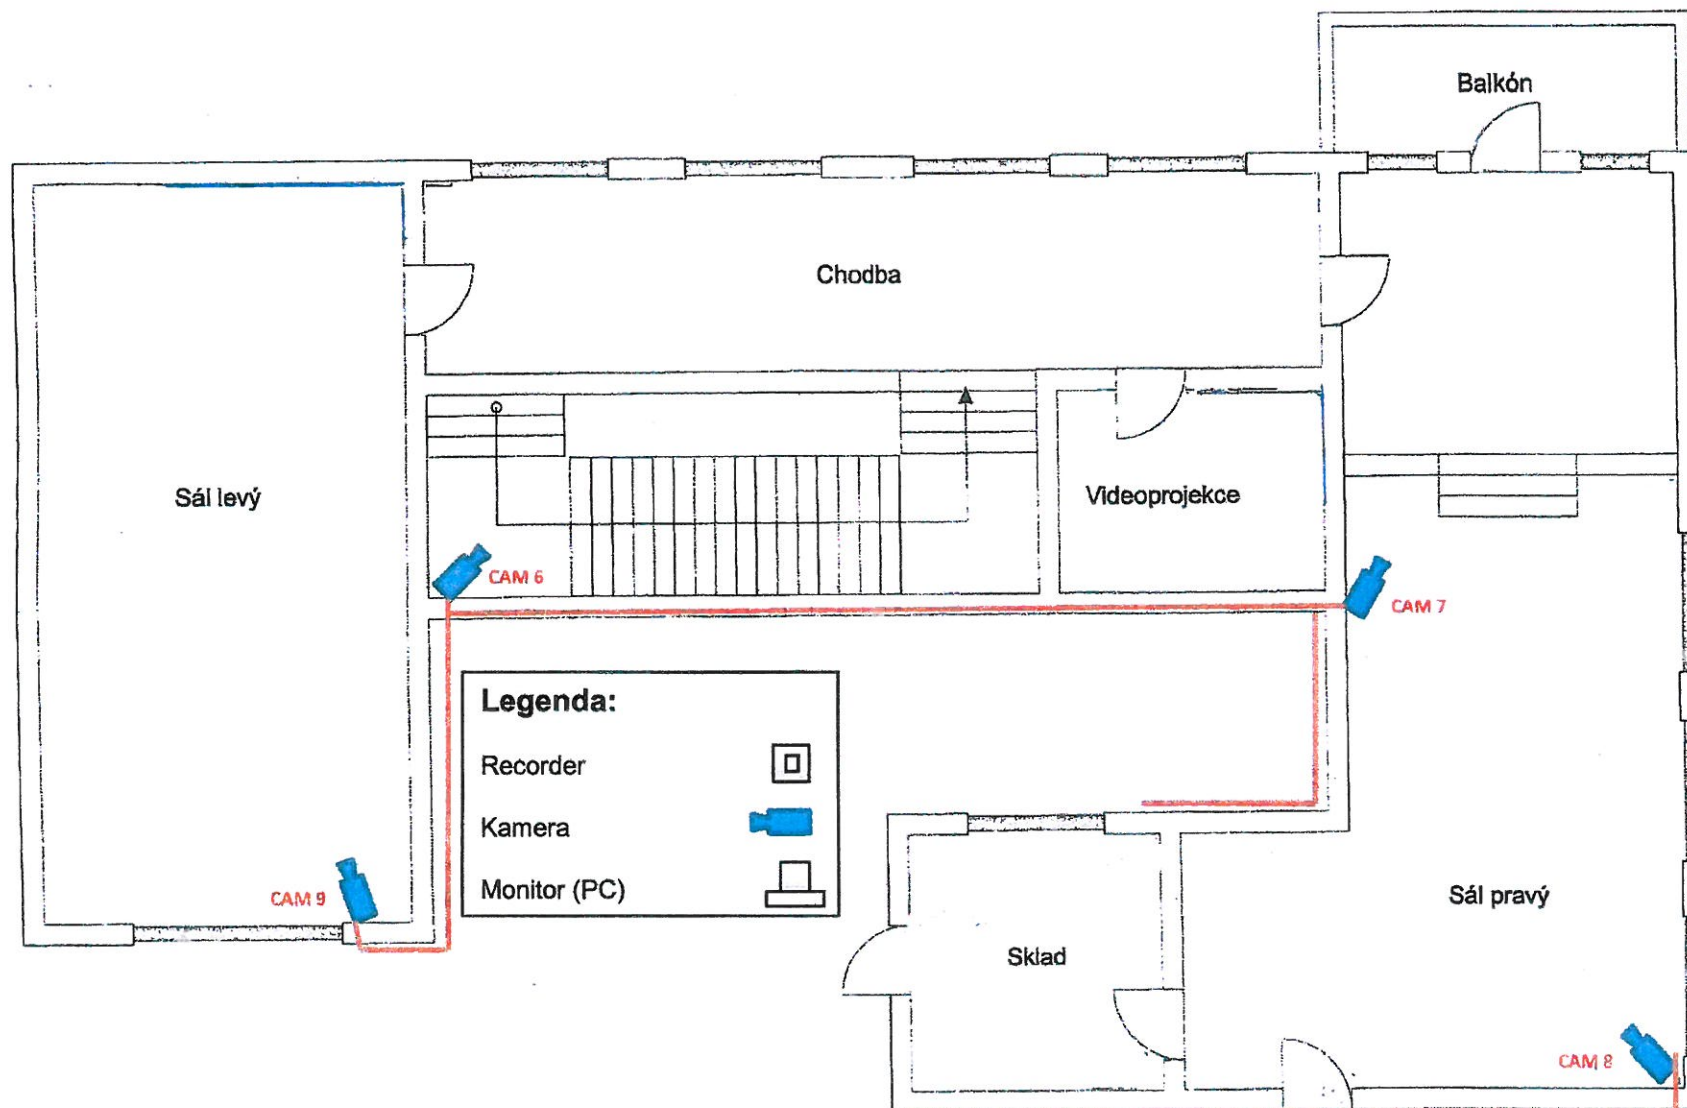 Balkón
Chodba
Sál levý
Videoprojekce
CAM 6
CAM 7
Legenda:
Recorder
Kamera
Monitor (PC)
CAM 9
Sál pravý
Sklad
CAM 8